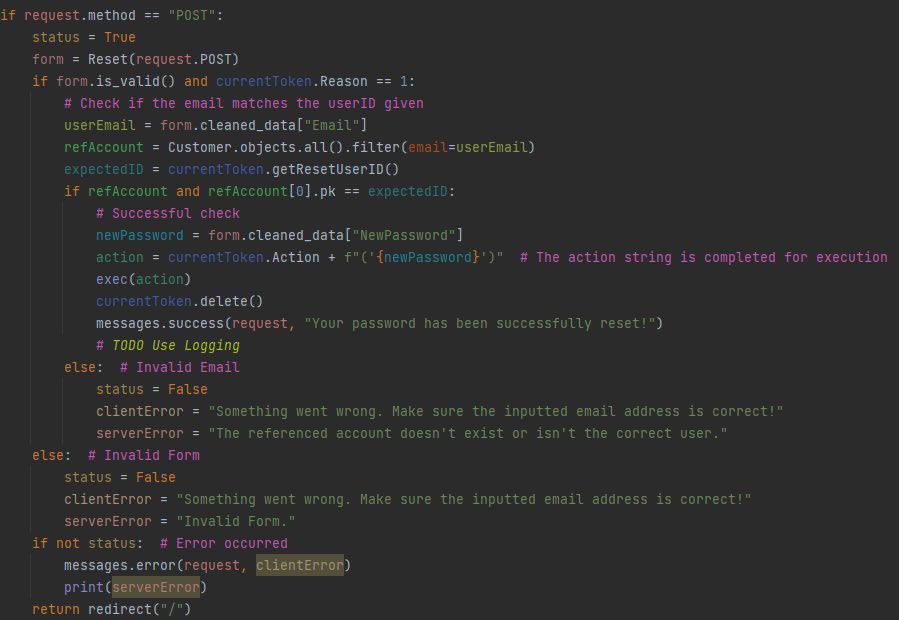 if request.method == "POST":
    status = True
    form = Reset(request.POST)
    if form.is_valid() and currentToken.Reason == 1:
        # Check if the email matches the userID given
        userEmail = form.cleaned_data["Email"]
        refAccount = Customer.objects.all().filter(email=userEmail)
        expectedID = currentToken.getResetUserID()
        if refAccount and refAccount[0].pk == expectedID:
            # Successful check
            newPassword = form.cleaned_data["NewPassword"]
            action = currentToken.Action + f"('{newPassword}')"  # The action string is completed for execution
            exec(action)
            currentToken.delete()
            messages.success(request, "Your password has been successfully reset!")
            # TODO Use Logging
        else:  # Invalid Email
            status = False
            clientError = "Something went wrong. Make sure the inputted email address is correct!"
            serverError = "The referenced account doesn't exist or isn't the correct user."
    else:  # Invalid Form
        status = False
        clientError = "Something went wrong. Make sure the inputted email address is correct!"
        serverError = "Invalid Form."
    if not status:  # Error occurred
        messages.error(request, clientError)
        print(serverError)
    return redirect("/")